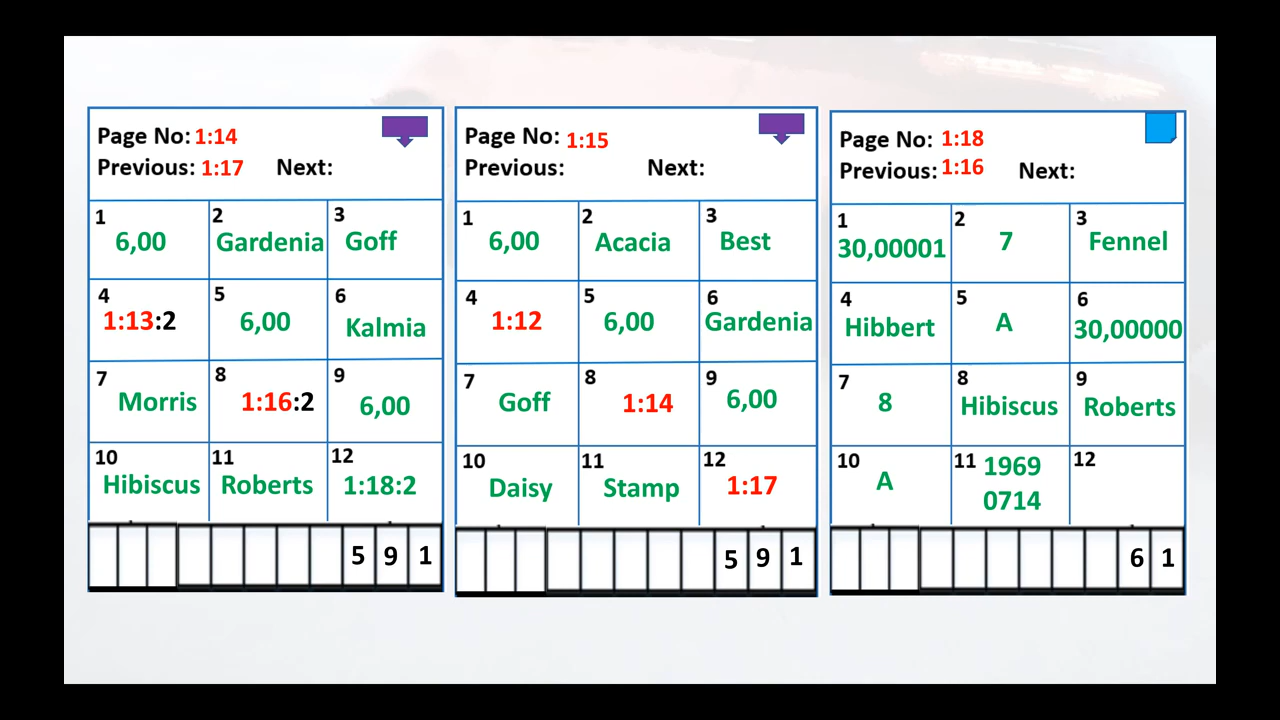 Page No: 1:14
Previous: 1:17 Next:
1 6,00
2 Gardenia
3 Goff
4 1:13:2
5 6,00
6 Kalmia
7 Morris
8 1:16:2
9 6,00
10 Hibiscus
11 Roberts
12 1:18:2
5 9 1
Page No: 1:15
Previous: Next:
1 6,00
2 Acacia
3 Best
4 1:12
5 6,00
6 Gardenia
7 Goff
8 1:14
9 6,00
10 Daisy
11 Stamp
12 1:17
5 9 1
Page No: 1:18
Previous: 1:16 Next:
1 30,00001
2 7
3 Fennel
4 Hibbert
5 A
6 30,00000
7 8
8 Hibiscus
9 Roberts
10 A
11 1969
0714
12
6 1